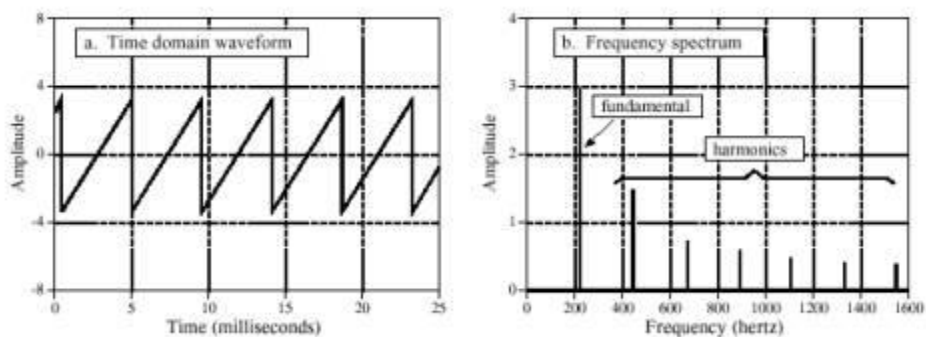 a. Time domain waveform
Amplitude
8
4
0
-4
-8
0 5 10 15 20 25
Time (milliseconds)
b. Frequency spectrum
fundamental
harmonics
Amplitude
4
3
2
1
0
0 200 400 600 800 1000 1200 1400 1600
Frequency (hertz)